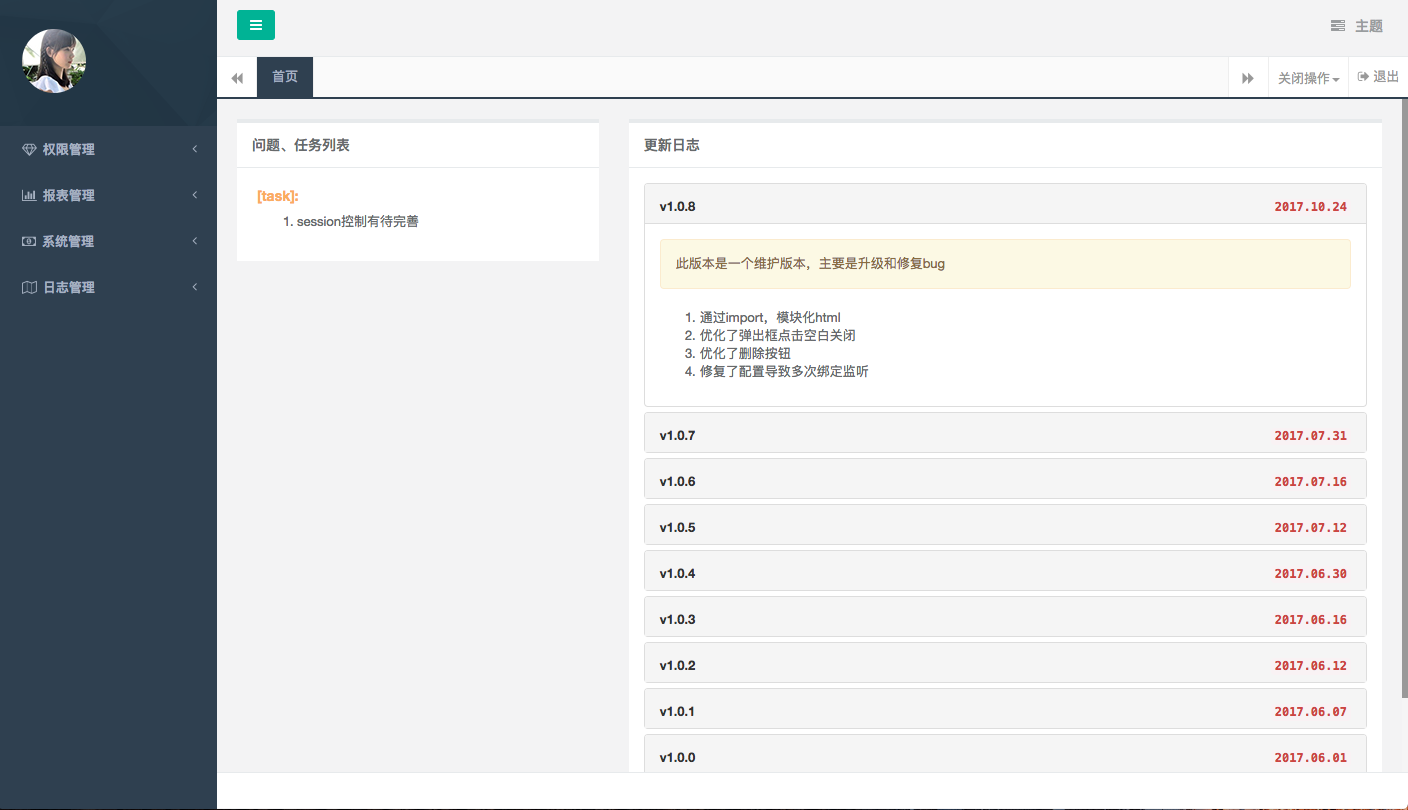 主题
首页
关闭操作
退出
权限管理
报表管理
系统管理
日志管理
问题、任务列表
[task]:
1. session控制有待完善
更新日志
v1.0.8 2017.10.24
此版本是一个维护版本，主要是升级和修复bug
1. 通过import，模块化html
2. 优化了弹出框点击空白关闭
3. 优化了删除按钮
4. 修复了配置导致多次绑定监听
v1.0.7 2017.07.31
v1.0.6 2017.07.16
v1.0.5 2017.07.12
v1.0.4 2017.06.30
v1.0.3 2017.06.16
v1.0.2 2017.06.12
v1.0.1 2017.06.07
v1.0.0 2017.06.01